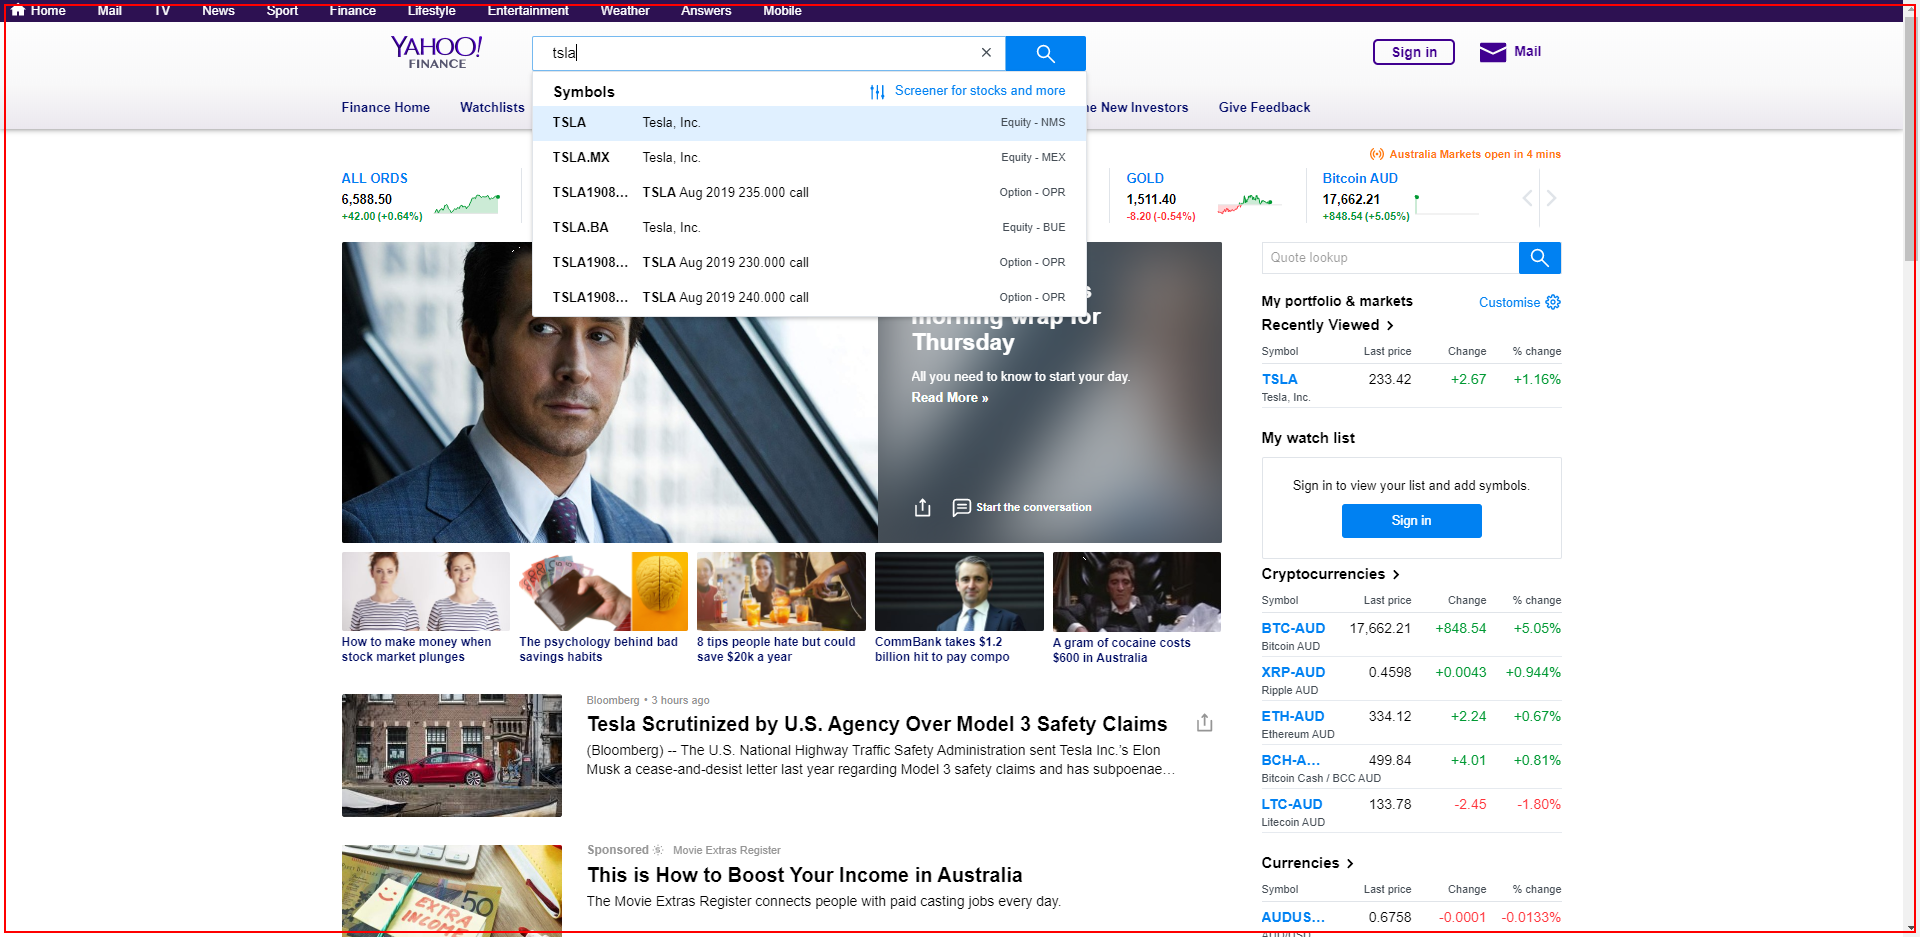 Home Mail TV News Sport Finance Lifestyle Entertainment Weather Answers Mobile
YAHOO!
FINANCE
tsla
Sign in
Mail
Symbols
Screener for stocks and more
TSLA Tesla, Inc. Equity - NMS
TSLA.MX Tesla, Inc. Equity - MEX
TSLA1908... TSLA Aug 2019 235.000 call Option - OPR
TSLA.BA Tesla, Inc. Equity - BUE
TSLA1908... TSLA Aug 2019 230.000 call Option - OPR
TSLA1908... TSLA Aug 2019 240.000 call Option - OPR
Finance Home Watchlists New Investors Give Feedback
Australia Markets open in 4 mins
ALL ORDS
6,588.50
+42.00 (+0.64%)
GOLD
1,511.40
-8.20 (-0.54%)
Bitcoin AUD
17,662.21
+848.54 (+5.05%)
morning wrap for
Thursday
All you need to know to start your day.
Read More »
Start the conversation
How to make money when
stock market plunges
The psychology behind bad
savings habits
8 tips people hate but could
save $20k a year
CommBank takes $1.2
billion hit to pay compo
A gram of cocaine costs
$600 in Australia
Bloomberg • 3 hours ago
Tesla Scrutinized by U.S. Agency Over Model 3 Safety Claims
(Bloomberg) -- The U.S. National Highway Traffic Safety Administration sent Tesla Inc.'s Elon
Musk a cease-and-desist letter last year regarding Model 3 safety claims and has subpoenae...
EXTRA
INCOME
50
Sponsored Movie Extras Register
This is How to Boost Your Income in Australia
The Movie Extras Register connects people with paid casting jobs every day.
Quote lookup
My portfolio & markets
Customise
Recently Viewed >
Symbol Last price Change % change
TSLA 233.42 +2.67 +1.16%
Tesla, Inc.
My watch list
Sign in to view your list and add symbols.
Sign in
Cryptocurrencies >
Symbol Last price Change % change
BTC-AUD 17,662.21 +848.54 +5.05%
Bitcoin AUD
XRP-AUD 0.4598 +0.0043 +0.944%
Ripple AUD
ETH-AUD 334.12 +2.24 +0.67%
Ethereum AUD
BCH-A... 499.84 +4.01 +0.81%
Bitcoin Cash / BCC AUD
LTC-AUD 133.78 -2.45 -1.80%
Litecoin AUD
Currencies >
Symbol Last price Change % change
AUDUS... 0.6758 -0.0001 -0.0133%
AUD/USD